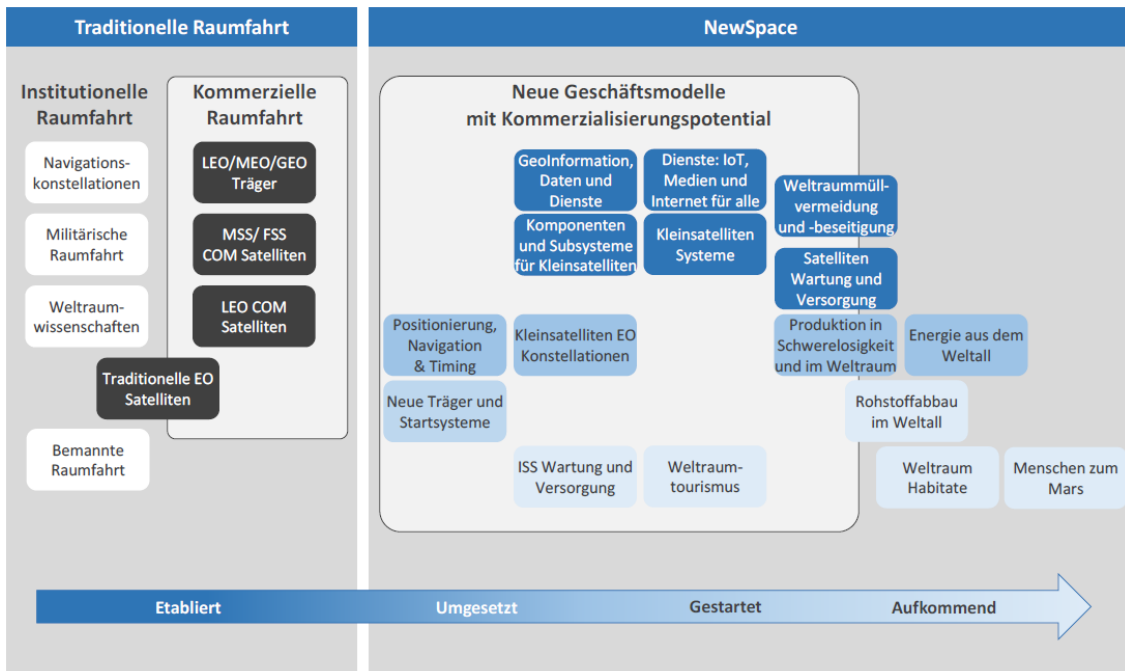 Traditionelle Raumfahrt
Institutionelle
Raumfahrt
Navigations-
konstellationen
Militärische
Raumfahrt
Weltraum-
wissenschaften
Kommerzielle
Raumfahrt
LEO/MEO/GEO
Träger
MSS/ FSS
COM Satelliten
LEO COM
Satelliten
Traditionelle EO
Satelliten
Bemannte
Raumfahrt
NewSpace
Neue Geschäftsmodelle
mit Kommerzialisierungspotential
GeoInformation,
Daten und
Dienste
Dienste: IoT,
Medien und
Internet für alle
Weltraummüll-
vermeidung
und -beseitigung
Komponenten
und Subsysteme
für Kleinsatelliten
Kleinsatelliten
Systeme
Satelliten
Wartung und
Versorgung
Positionierung,
Navigation
& Timing
Kleinsatelliten EO
Konstellationen
Produktion in
Schwerelosigkeit
und im Weltraum
Energie aus dem
Weltall
Neue Träger und
Startsysteme
Rohstoffabbau
im Weltall
ISS Wartung und
Versorgung
Weltraum-
tourismus
Weltraum
Habitate
Menschen zum
Mars
Etabliert
Umgesetzt
Gestartet
Aufkommend